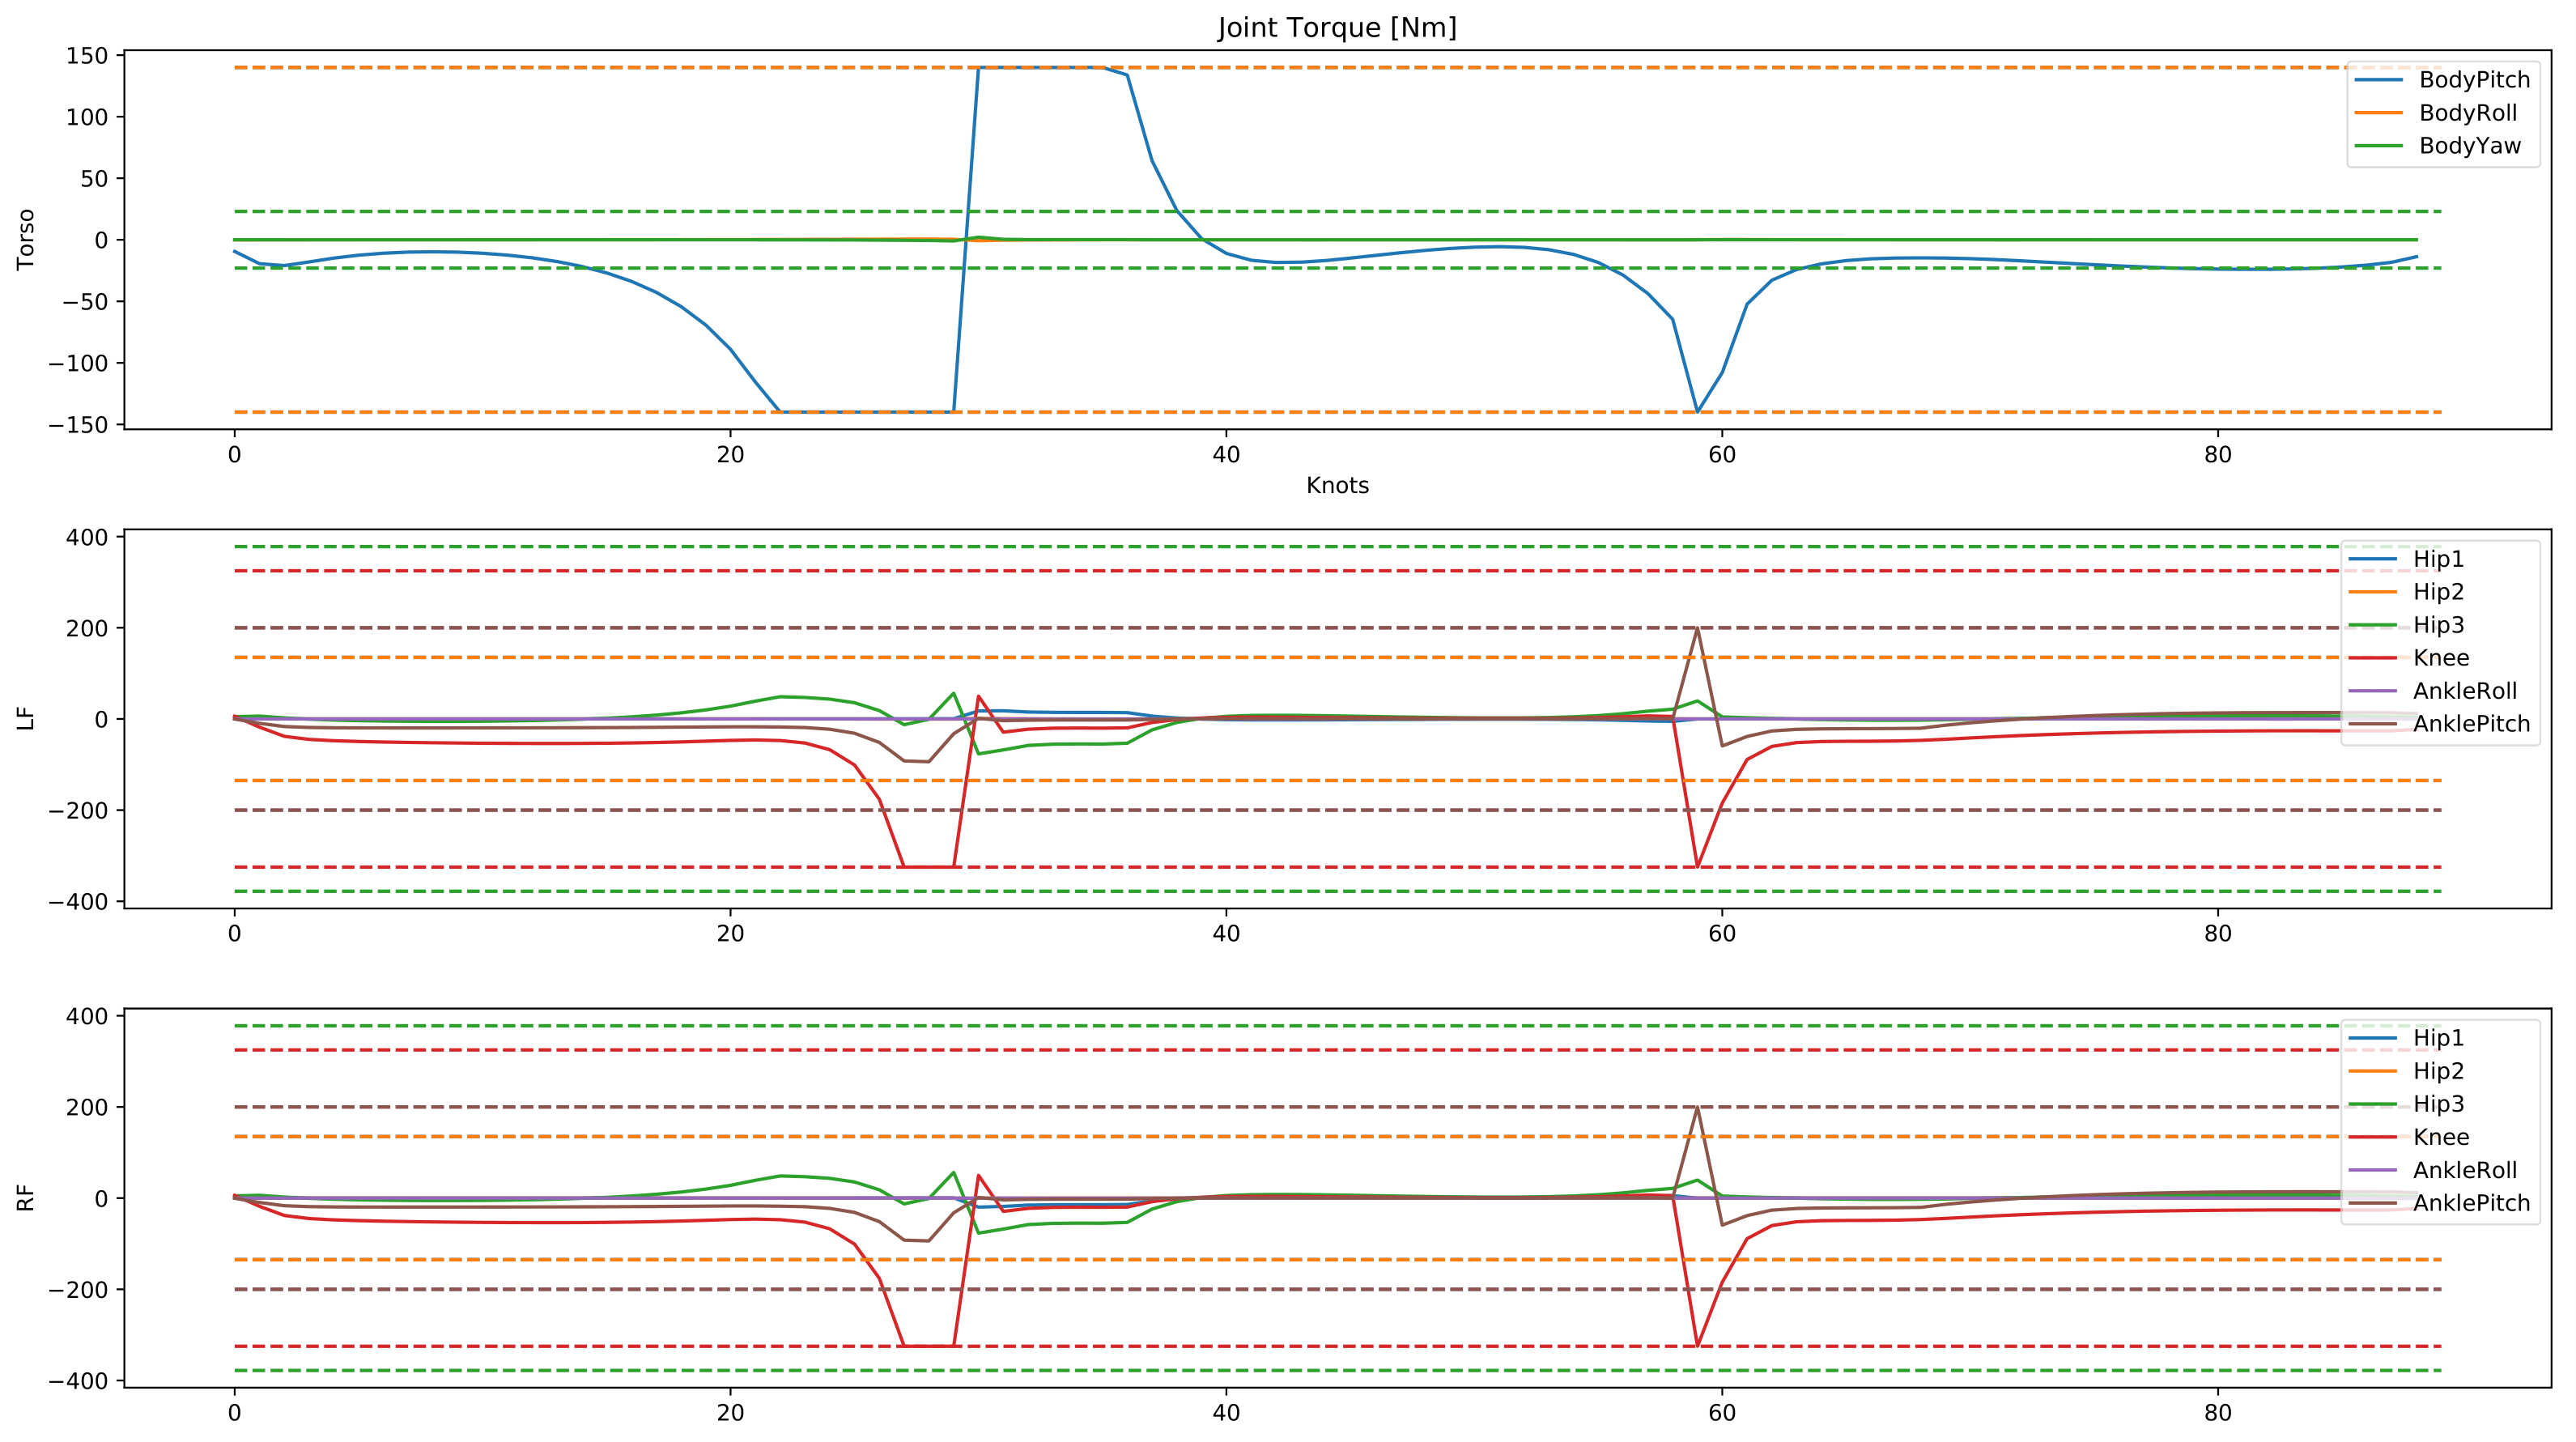 Joint Torque [Nm]
150
100
50
0
−50
−100
−150
Torso
BodyPitch
BodyRoll
BodyYaw
0 20 40 60 80
Knots
400
200
0
−200
−400
LF
Hip1
Hip2
Hip3
Knee
AnkleRoll
AnklePitch
0 20 40 60 80
400
200
0
−200
−400
RF
Hip1
Hip2
Hip3
Knee
AnkleRoll
AnklePitch
0 20 40 60 80